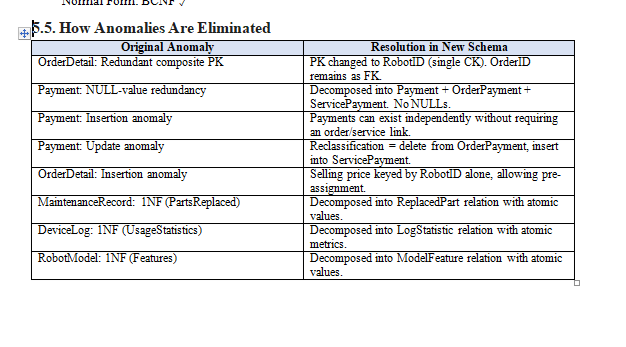 Normal Form: BCNF ✓
5.5. How Anomalies Are Eliminated
Original Anomaly
Resolution in New Schema
OrderDetail: Redundant composite PK
PK changed to RobotID (single CK). OrderID
remains as FK.
Payment: NULL-value redundancy
Decomposed into Payment + OrderPayment +
ServicePayment. No NULLs.
Payment: Insertion anomaly
Payments can exist independently without requiring
an order/service link.
Payment: Update anomaly
Reclassification = delete from OrderPayment, insert
into ServicePayment.
OrderDetail: Insertion anomaly
Selling price keyed by RobotID alone, allowing pre-
assignment.
MaintenanceRecord: 1NF (PartsReplaced)
Decomposed into ReplacedPart relation with atomic
values.
DeviceLog: 1NF (UsageStatistics)
Decomposed into LogStatistic relation with atomic
metrics.
RobotModel: 1NF (Features)
Decomposed into ModelFeature relation with atomic
values.